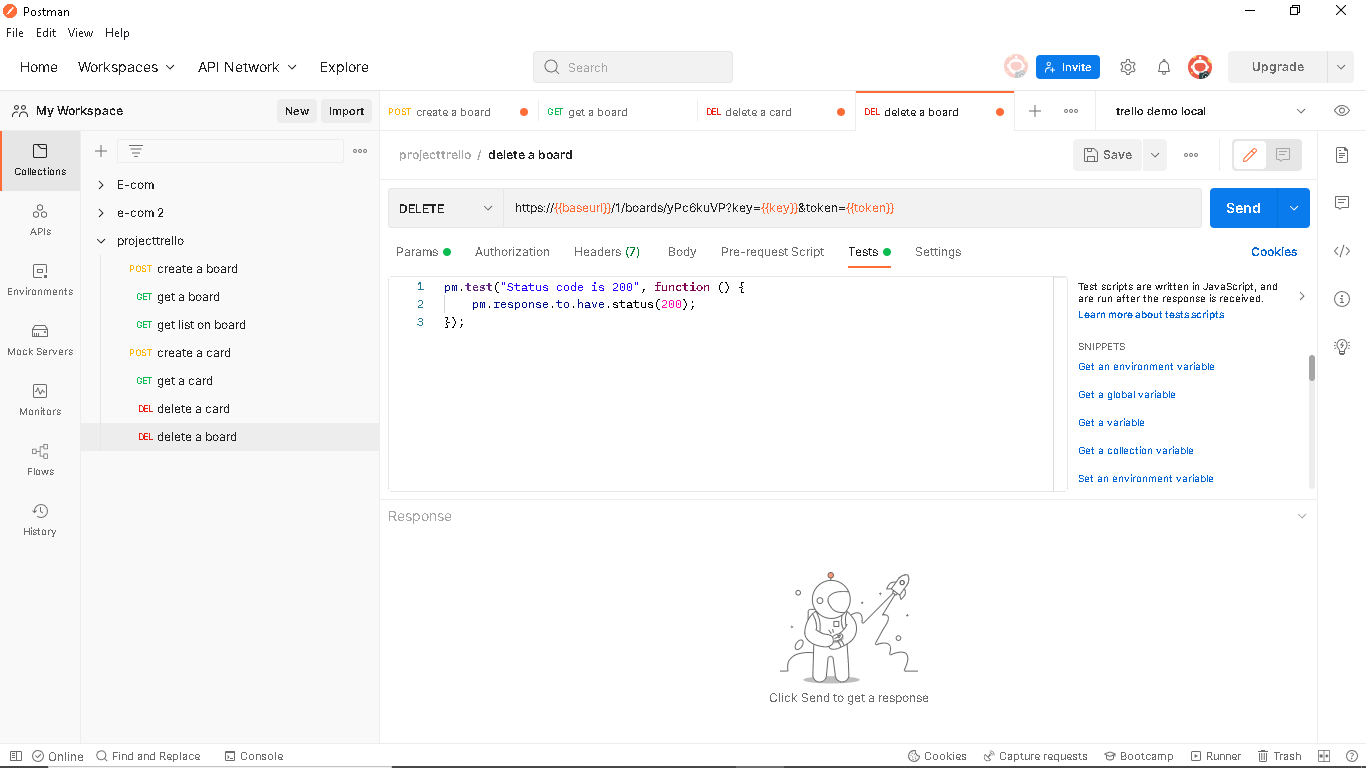 Postman
File Edit View Help
Home Workspaces API Network Explore Search Invite Upgrade
My Workspace New Import POST create a board GET get a board DEL delete a card DEL delete a board trello demo local
Collections
APIs
Environments
Mock Servers
Monitors
Flows
History
E-com
e-com 2
projecttrello
POST create a board
GET get a board
GET get list on board
POST create a card
GET get a card
DEL delete a card
DEL delete a board
projecttrello / delete a board Save
DELETE https://{{baseurl}}/1/boards/yPc6kuVP?key={{key}}&token={{token}} Send
Params Authorization Headers (7) Body Pre-request Script Tests Settings Cookies
1 pm.test("Status code is 200", function () {
2 pm.response.to.have.status(200);
3 });
Test scripts are written in JavaScript, and
are run after the response is received.
Learn more about tests scripts
SNIPPETS
Get an environment variable
Get a global variable
Get a variable
Get a collection variable
Set an environment variable
Response
Click Send to get a response
Online Find and Replace Console Cookies Capture requests Bootcamp Runner Trash